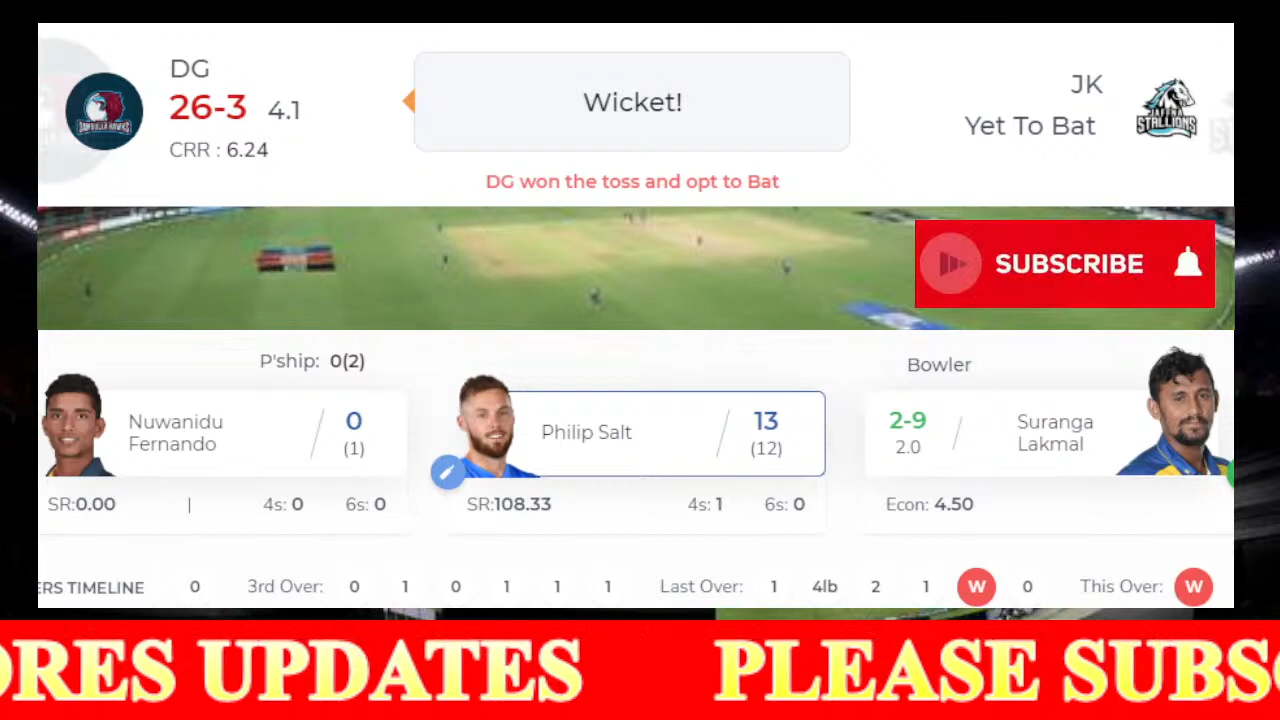 DG
26-3 4.1
CRR : 6.24
DAMBULLA HAWKS
Wicket!
DG won the toss and opt to Bat
JK
Yet To Bat
JAFFNA
STALLIONS
SUBSCRIBE
P'ship: 0(2)
Nuwanidu
Fernando
0
(1)
SR:0.00 | 4s: 0 6s: 0
Philip Salt
13
(12)
SR:108.33 4s: 1 6s: 0
Bowler
2-9
2.0
Suranga
Lakmal
Econ: 4.50
ERS TIMELINE 0 3rd Over: 0 1 0 1 1 1 Last Over: 1 4lb 2 1 W 0 This Over: W
ORES UPDATES PLEASE SUBSC